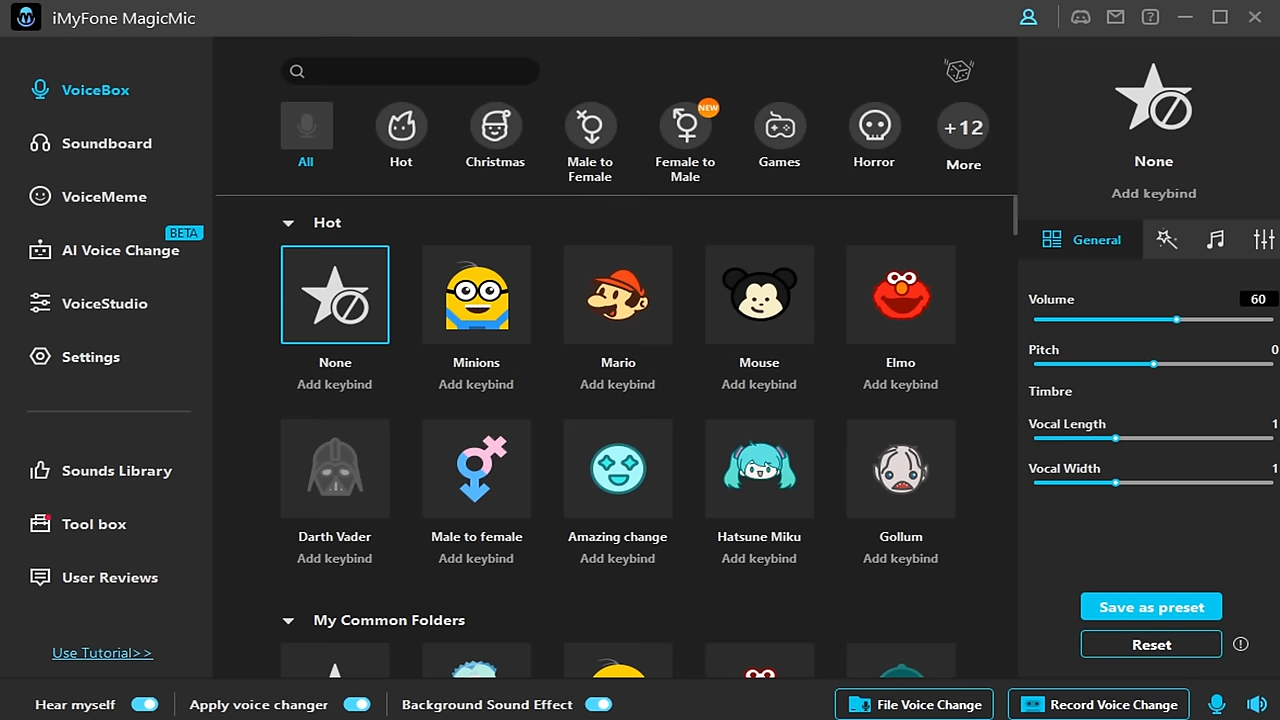 iMyFone MagicMic
VoiceBox
Soundboard
VoiceMeme
BETA
AI Voice Change
VoiceStudio
Settings
Sounds Library
Tool box
User Reviews
Use Tutorial>>
All
Hot
Christmas
Male to
Female
NEW
Female to
Male
Games
Horror
+12
More
Hot
None
Add keybind
Minions
Add keybind
Mario
Add keybind
Mouse
Add keybind
Elmo
Add keybind
Darth Vader
Add keybind
Male to female
Add keybind
Amazing change
Add keybind
Hatsune Miku
Add keybind
Gollum
Add keybind
My Common Folders
None
Add keybind
General
Volume 60
Pitch 0
Timbre
Vocal Length 1
Vocal Width 1
Save as preset
Reset
Hear myself
Apply voice changer
Background Sound Effect
File Voice Change
Record Voice Change